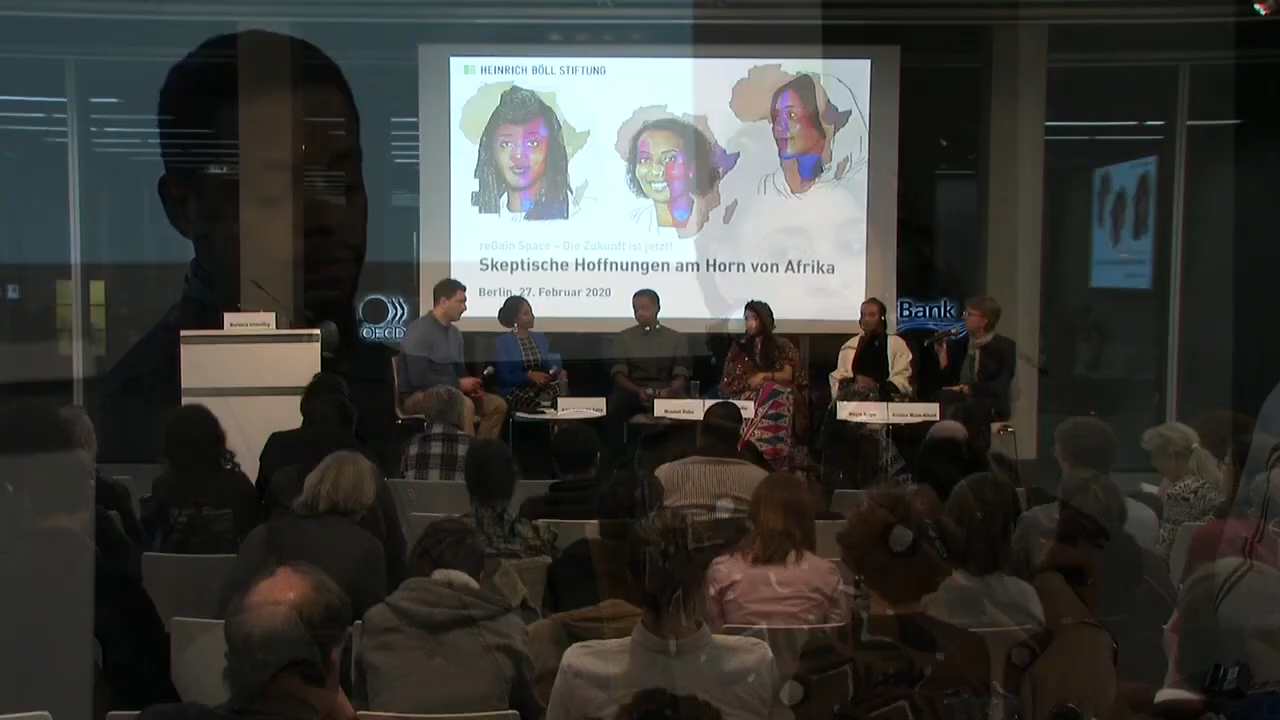 HEINRICH BÖLL STIFTUNG
reGain Space – Die Zukunft ist jetzt!
Skeptische Hoffnungen am Horn von Afrika
Berlin, 27. Februar 2020
OECD
Bank